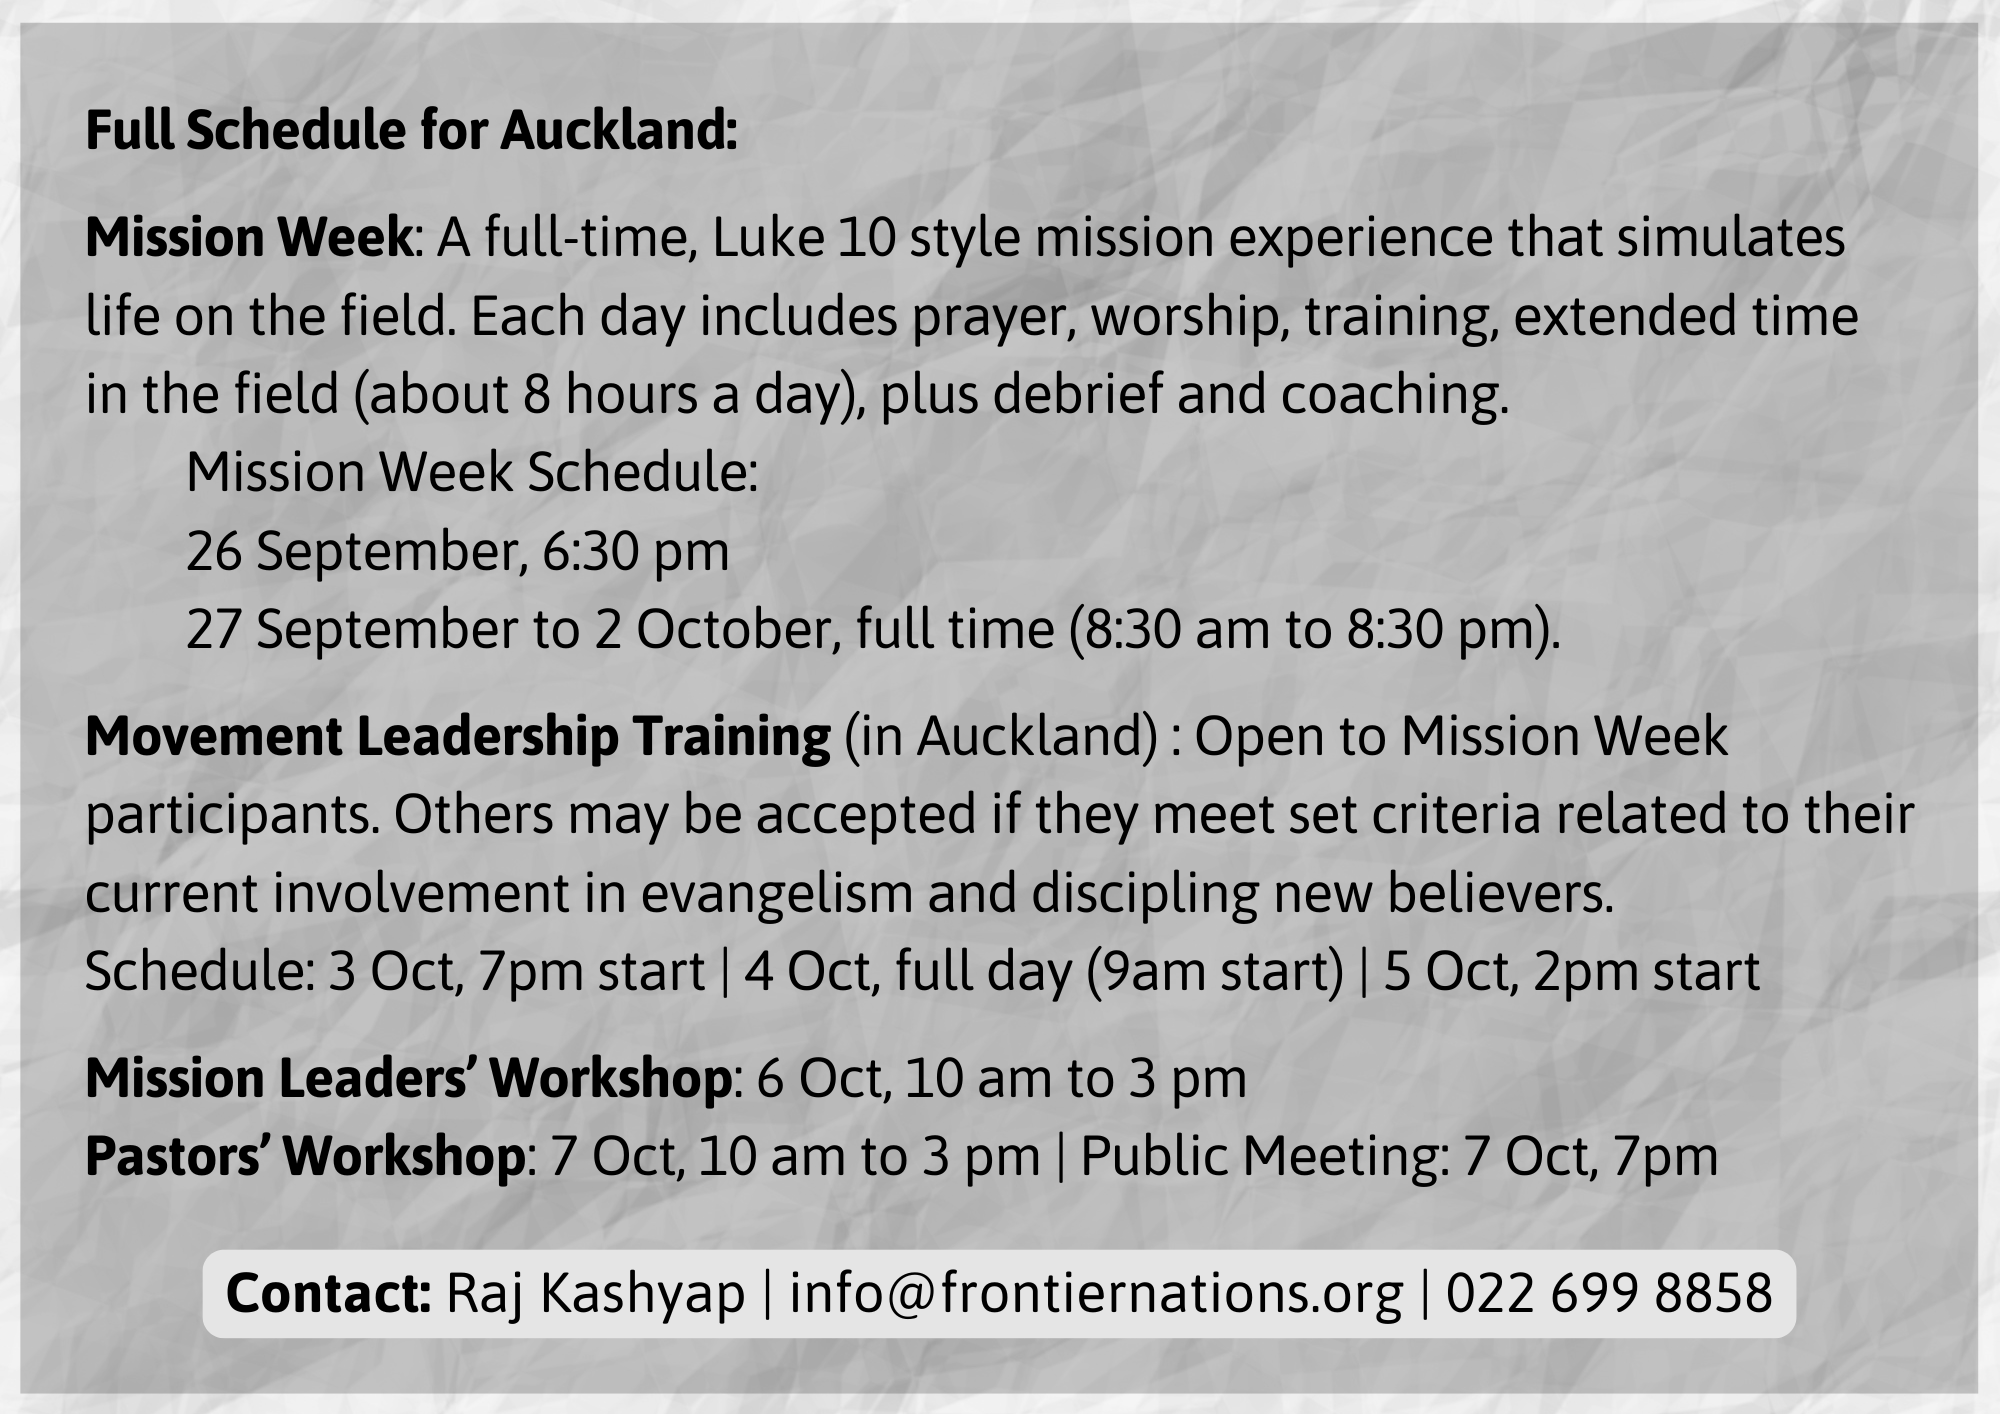 Full Schedule for Auckland:
Mission Week: A full-time, Luke 10 style mission experience that simulates
life on the field. Each day includes prayer, worship, training, extended time
in the field (about 8 hours a day), plus debrief and coaching.
Mission Week Schedule:
26 September, 6:30 pm
27 September to 2 October, full time (8:30 am to 8:30 pm).
Movement Leadership Training (in Auckland) : Open to Mission Week
participants. Others may be accepted if they meet set criteria related to their
current involvement in evangelism and discipling new believers.
Schedule: 3 Oct, 7pm start | 4 Oct, full day (9am start) | 5 Oct, 2pm start
Mission Leaders’ Workshop: 6 Oct, 10 am to 3 pm
Pastors’ Workshop: 7 Oct, 10 am to 3 pm | Public Meeting: 7 Oct, 7pm
Contact: Raj Kashyap | info@frontiernations.org | 022 699 8858